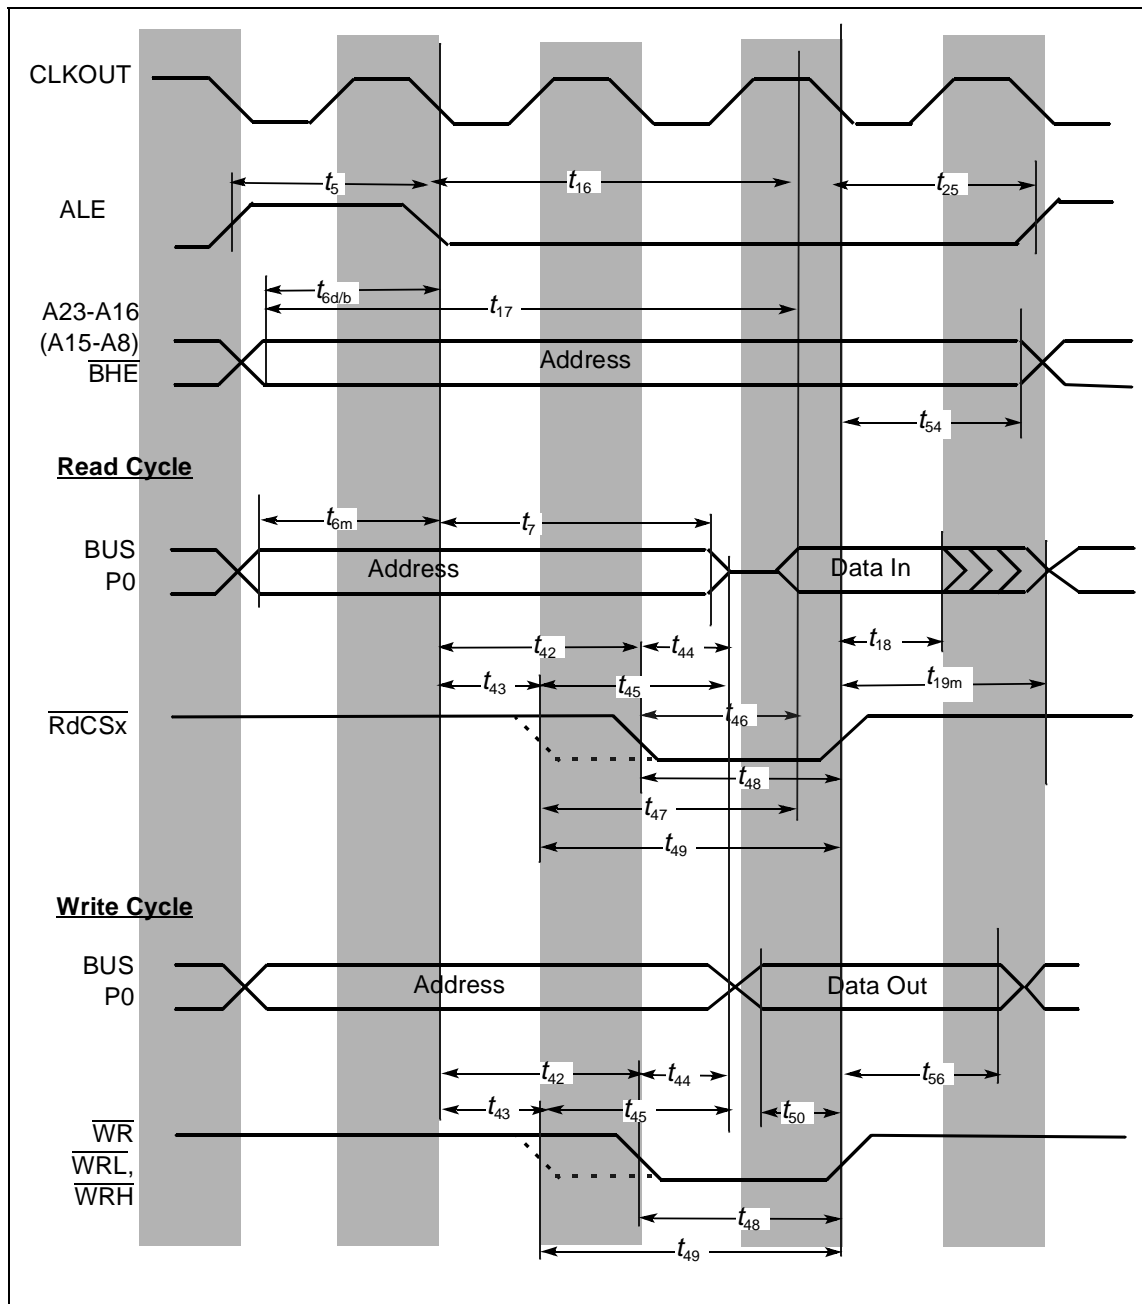 CLKOUT
t5
t16
t25
ALE
t6d/b
t17
A23-A16
(A15-A8)
BHE
Address
t54
Read Cycle
t6m
t7
BUS
P0
Address
Data In
t18
t42
t44
t43
t45
t19m
t46
RdCSx
t48
t47
t49
Write Cycle
BUS
P0
Address
Data Out
t42
t44
t56
t43
t45
t50
WR
WRL,
WRH
t48
t49